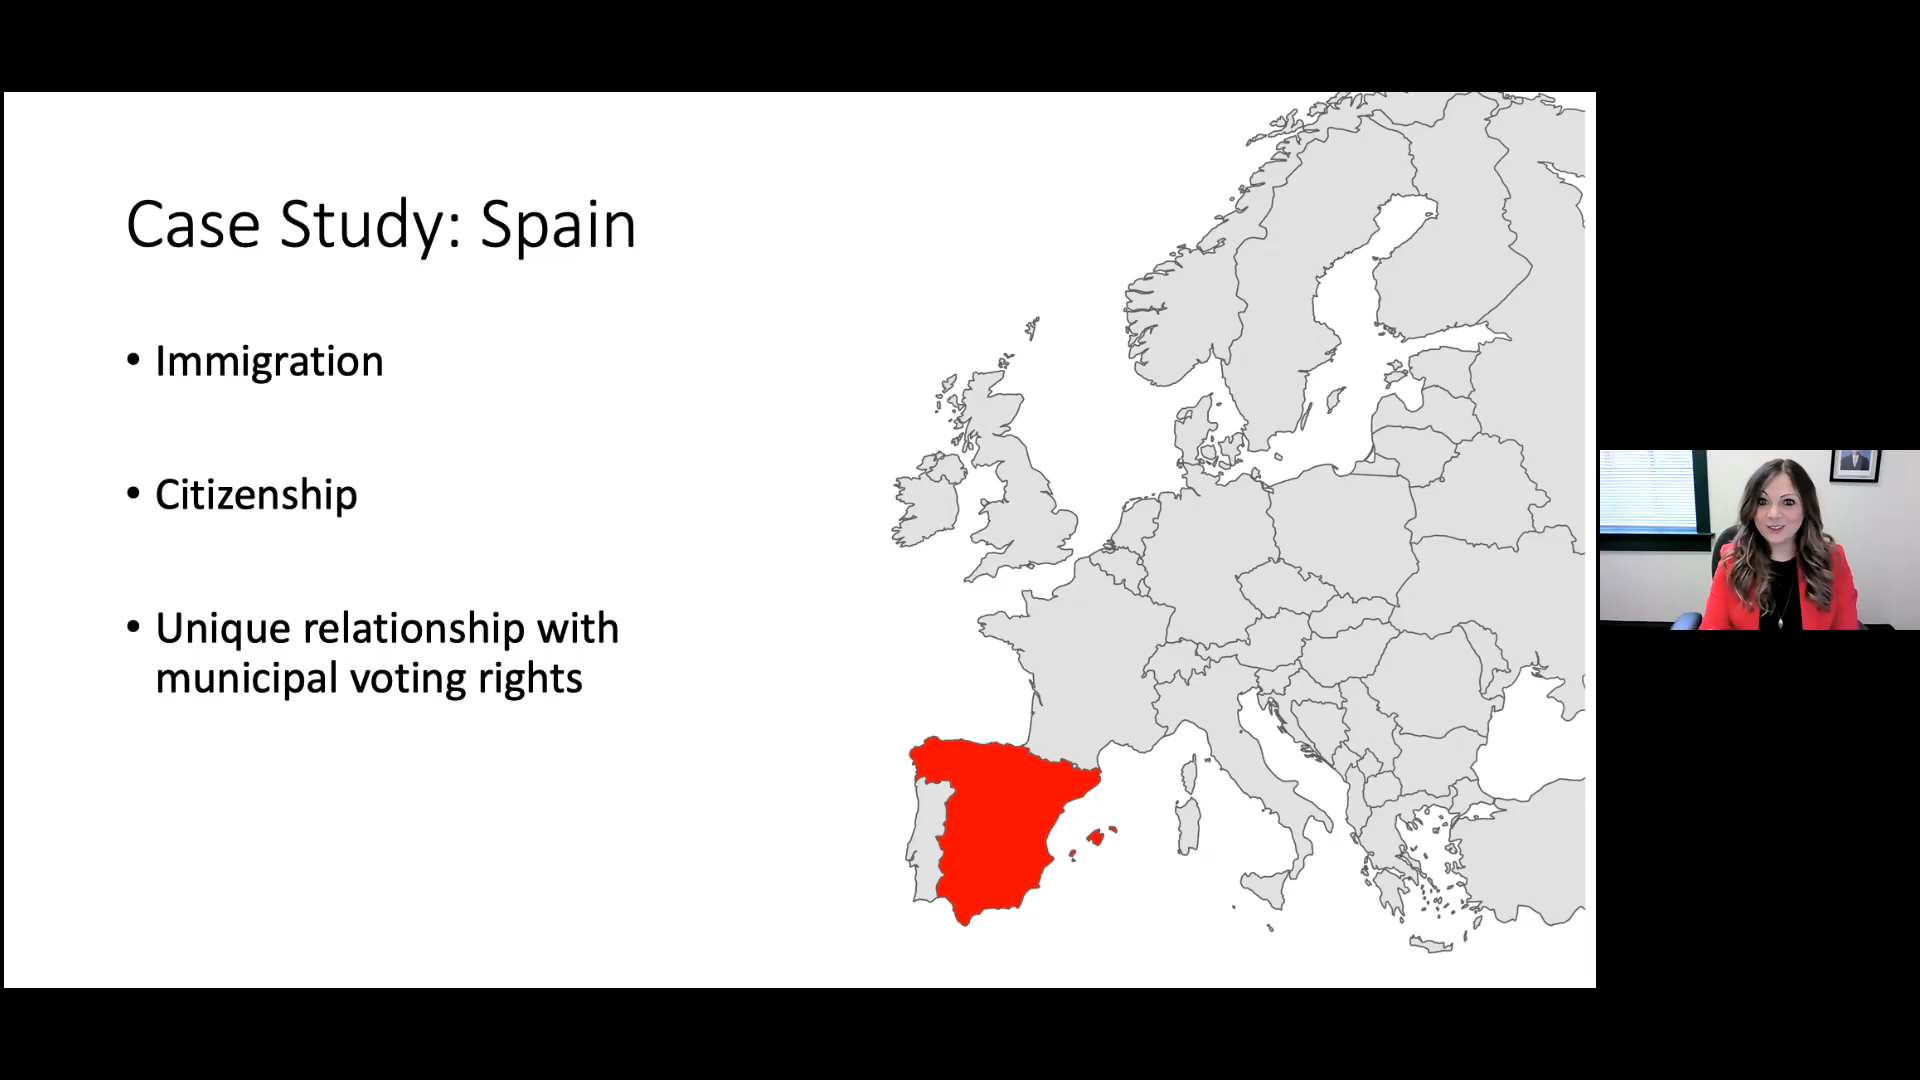 Case Study: Spain
• Immigration
• Citizenship
• Unique relationship with
municipal voting rights